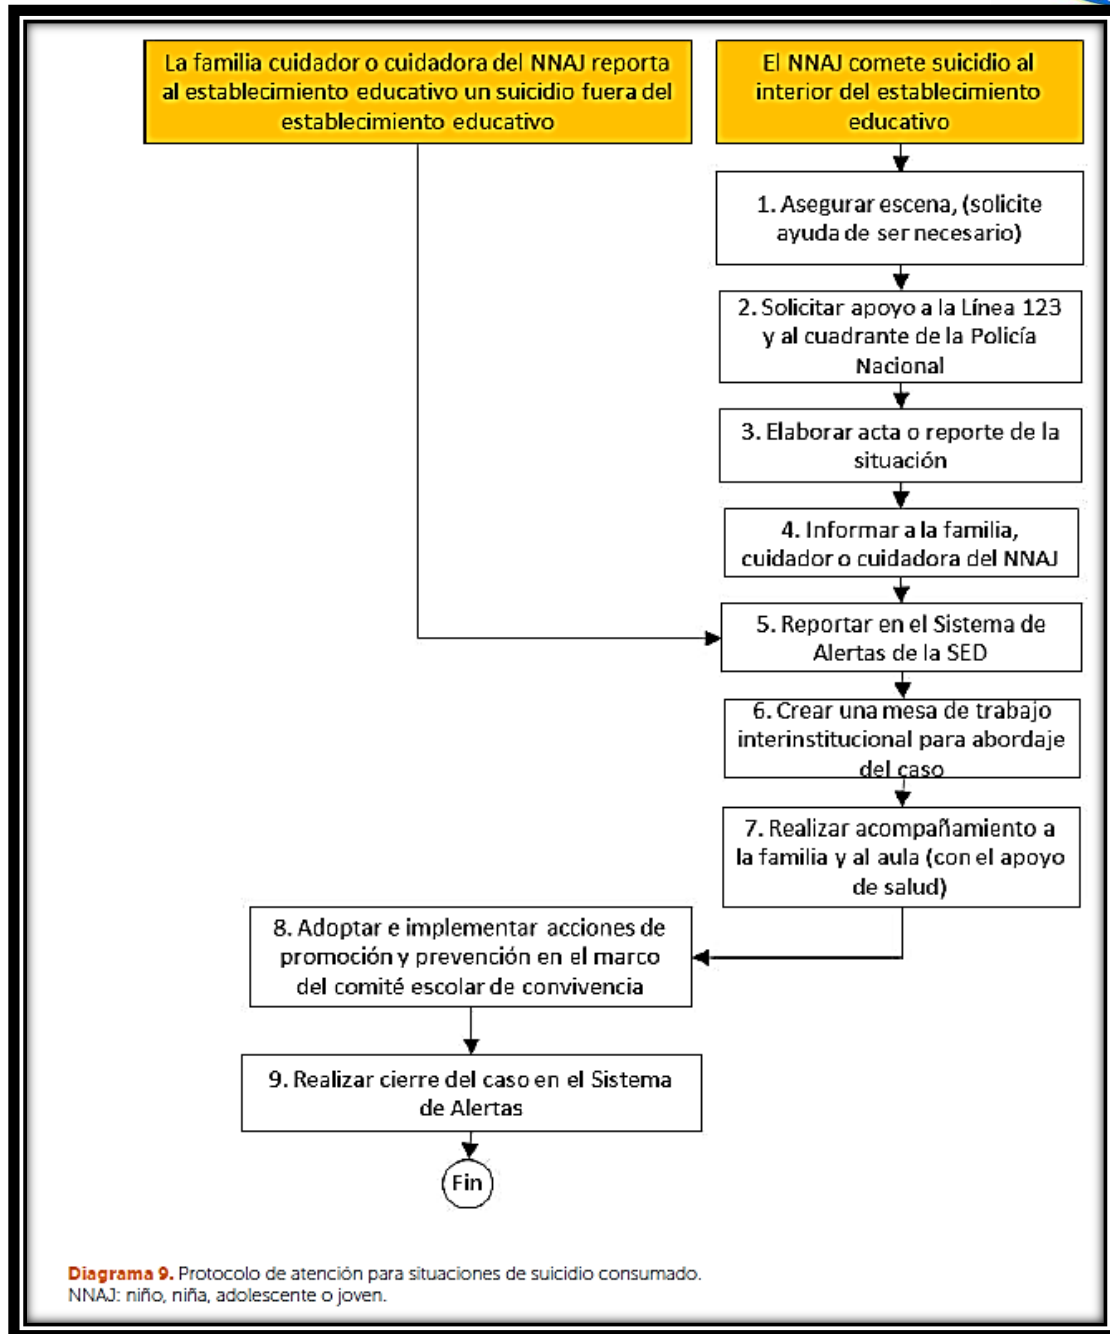 La familia cuidador o cuidadora del NNAJ reporta
al establecimiento educativo un suicidio fuera del
establecimiento educativo
El NNAJ comete suicidio al
interior del establecimiento
educativo
1. Asegurar escena, (solicite
ayuda de ser necesario)
2. Solicitar apoyo a la Línea 123
y al cuadrante de la Policía
Nacional
3. Elaborar acta o reporte de la
situación
4. Informar a la familia,
cuidador o cuidadora del NNAJ
5. Reportar en el Sistema de
Alertas de la SED
6. Crear una mesa de trabajo
interinstitucional para abordaje
del caso
7. Realizar acompañamiento a
la familia y al aula (con el apoyo
de salud)
8. Adoptar e implementar acciones de
promoción y prevención en el marco
del comité escolar de convivencia
9. Realizar cierre del caso en el Sistema
de Alertas
Fin
Diagrama 9. Protocolo de atención para situaciones de suicidio consumado.
NNAJ: niño, niña, adolescente o joven.